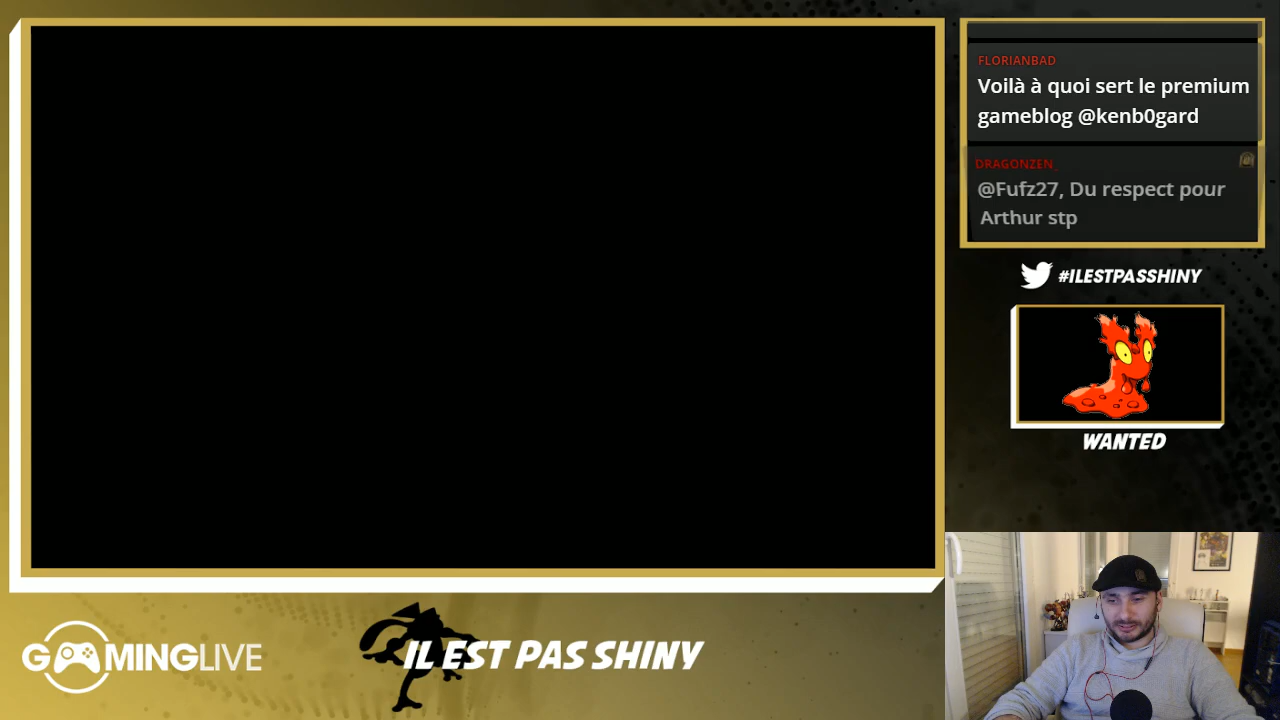 FLORIANBAD
Voilà à quoi sert le premium
gameblog @kenb0gard
DRAGONZEN_
@Fufz27, Du respect pour
Arthur stp
#ILESTPASSHINY
WANTED
GAMINGLIVE
IL EST PAS SHINY